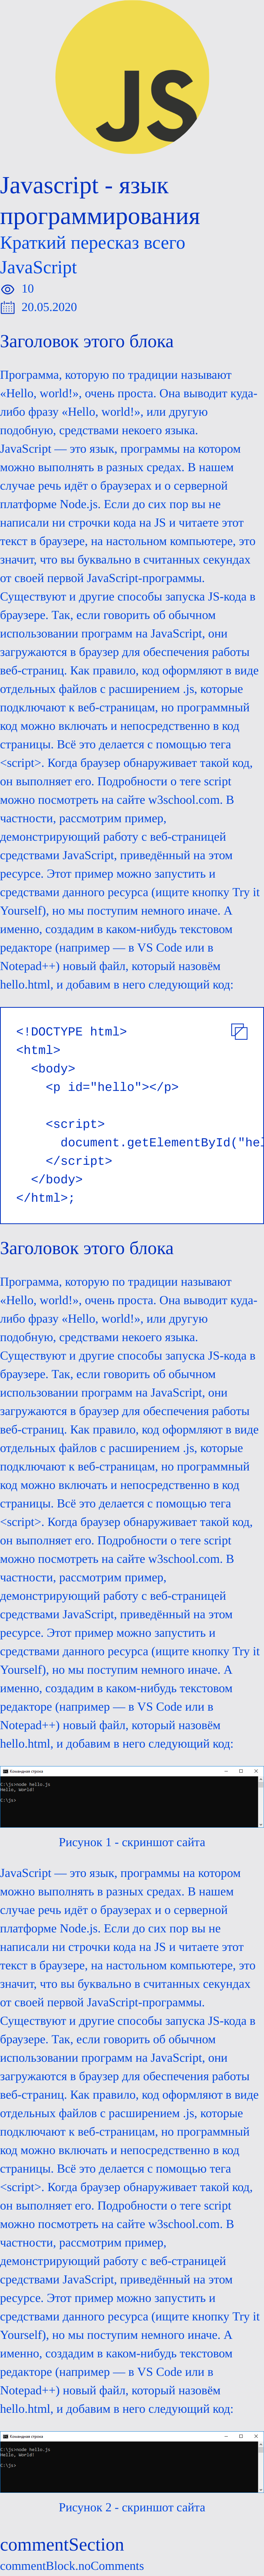 JS
Javascript - язык
программирования
Краткий пересказ всего
JavaScript
10
20.05.2020
Заголовок этого блока
Программа, которую по традиции называют
«Hello, world!», очень проста. Она выводит куда-
либо фразу «Hello, world!», или другую
подобную, средствами некоего языка.
JavaScript — это язык, программы на котором
можно выполнять в разных средах. В нашем
случае речь идёт о браузерах и о серверной
платформе Node.js. Если до сих пор вы не
написали ни строчки кода на JS и читаете этот
текст в браузере, на настольном компьютере, это
значит, что вы буквально в считанных секундах
от своей первой JavaScript-программы.
Существуют и другие способы запуска JS-кода в
браузере. Так, если говорить об обычном
использовании программ на JavaScript, они
загружаются в браузер для обеспечения работы
веб-страниц. Как правило, код оформляют в виде
отдельных файлов с расширением .js, которые
подключают к веб-страницам, но программный
код можно включать и непосредственно в код
страницы. Всё это делается с помощью тега
<script>. Когда браузер обнаруживает такой код,
он выполняет его. Подробности о теге script
можно посмотреть на сайте w3school.com. В
частности, рассмотрим пример,
демонстрирующий работу с веб-страницей
средствами JavaScript, приведённый на этом
ресурсе. Этот пример можно запустить и
средствами данного ресурса (ищите кнопку Try it
Yourself), но мы поступим немного иначе. А
именно, создадим в каком-нибудь текстовом
редакторе (например — в VS Code или в
Notepad++) новый файл, который назовём
hello.html, и добавим в него следующий код:
<!DOCTYPE html>
<html>
<body>
<p id="hello"></p>
<script>
document.getElementById("hel
</script>
</body>
</html>;
Заголовок этого блока
Программа, которую по традиции называют
«Hello, world!», очень проста. Она выводит куда-
либо фразу «Hello, world!», или другую
подобную, средствами некоего языка.
Существуют и другие способы запуска JS-кода в
браузере. Так, если говорить об обычном
использовании программ на JavaScript, они
загружаются в браузер для обеспечения работы
веб-страниц. Как правило, код оформляют в виде
отдельных файлов с расширением .js, которые
подключают к веб-страницам, но программный
код можно включать и непосредственно в код
страницы. Всё это делается с помощью тега
<script>. Когда браузер обнаруживает такой код,
он выполняет его. Подробности о теге script
можно посмотреть на сайте w3school.com. В
частности, рассмотрим пример,
демонстрирующий работу с веб-страницей
средствами JavaScript, приведённый на этом
ресурсе. Этот пример можно запустить и
средствами данного ресурса (ищите кнопку Try it
Yourself), но мы поступим немного иначе. А
именно, создадим в каком-нибудь текстовом
редакторе (например — в VS Code или в
Notepad++) новый файл, который назовём
hello.html, и добавим в него следующий код:
Командная строка
C:\js>node hello.js
Hello, World!
C:\js>
Рисунок 1 - скриншот сайта
JavaScript — это язык, программы на котором
можно выполнять в разных средах. В нашем
случае речь идёт о браузерах и о серверной
платформе Node.js. Если до сих пор вы не
написали ни строчки кода на JS и читаете этот
текст в браузере, на настольном компьютере, это
значит, что вы буквально в считанных секундах
от своей первой JavaScript-программы.
Существуют и другие способы запуска JS-кода в
браузере. Так, если говорить об обычном
использовании программ на JavaScript, они
загружаются в браузер для обеспечения работы
веб-страниц. Как правило, код оформляют в виде
отдельных файлов с расширением .js, которые
подключают к веб-страницам, но программный
код можно включать и непосредственно в код
страницы. Всё это делается с помощью тега
<script>. Когда браузер обнаруживает такой код,
он выполняет его. Подробности о теге script
можно посмотреть на сайте w3school.com. В
частности, рассмотрим пример,
демонстрирующий работу с веб-страницей
средствами JavaScript, приведённый на этом
ресурсе. Этот пример можно запустить и
средствами данного ресурса (ищите кнопку Try it
Yourself), но мы поступим немного иначе. А
именно, создадим в каком-нибудь текстовом
редакторе (например — в VS Code или в
Notepad++) новый файл, который назовём
hello.html, и добавим в него следующий код:
Командная строка
C:\js>node hello.js
Hello, World!
C:\js>
Рисунок 2 - скриншот сайта
commentSection
commentBlock.noComments